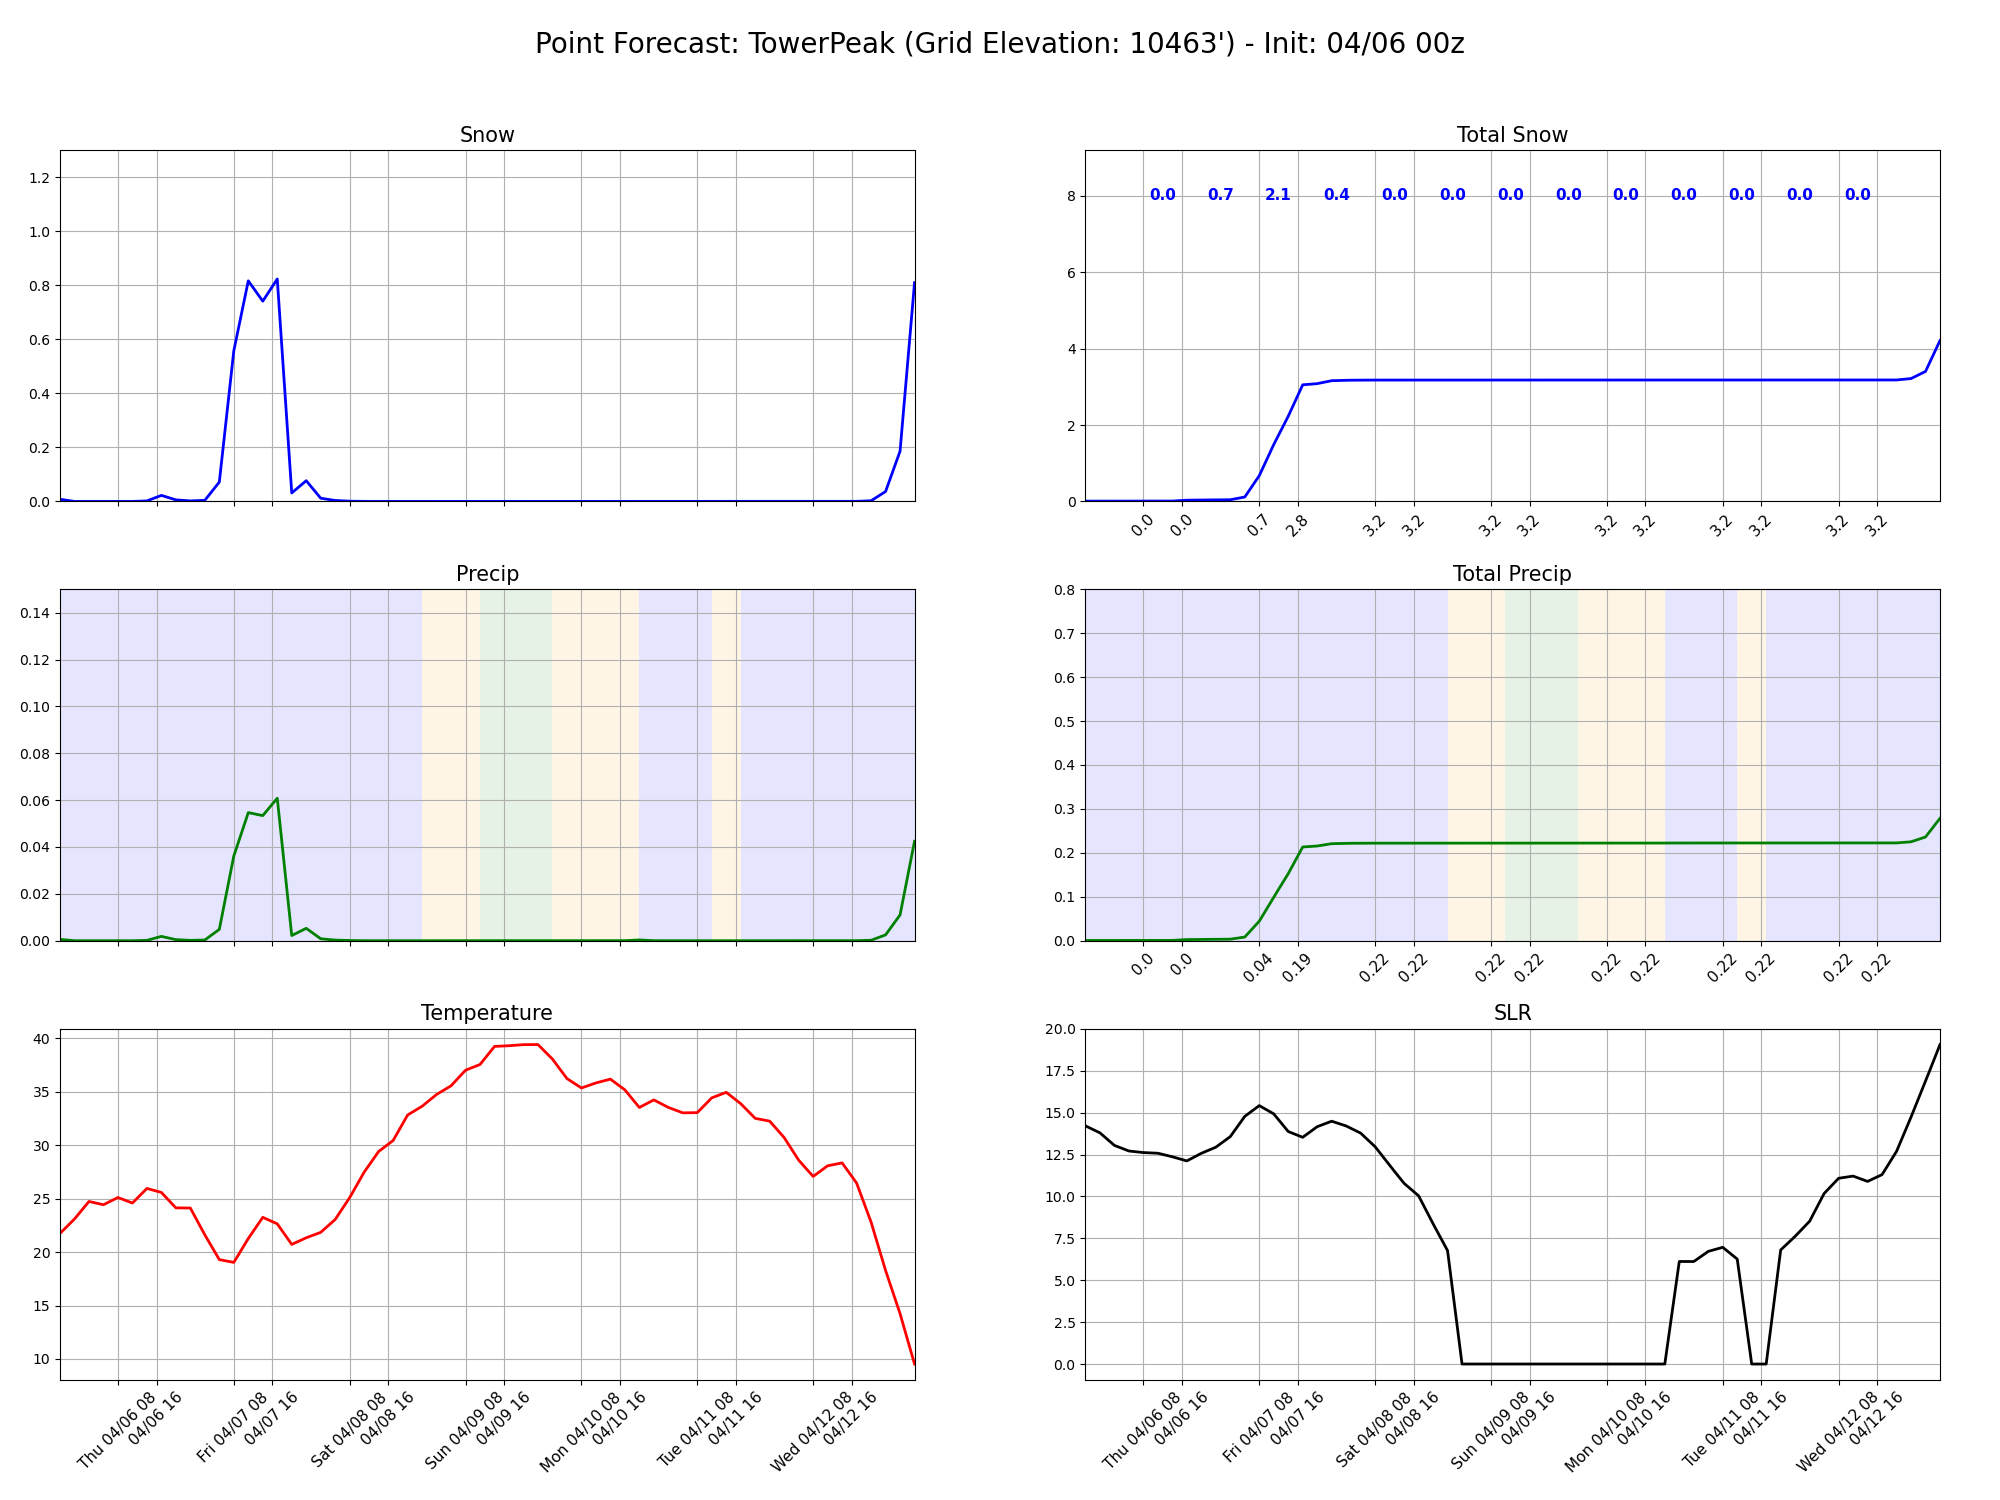 Point Forecast: TowerPeak (Grid Elevation: 10463') - Init: 04/06 00z
Snow
1.2
1.0
0.8
0.6
0.4
0.2
0.0
Total Snow
8
6
4
2
0
0.0 0.7 2.1 0.4 0.0 0.0 0.0 0.0 0.0 0.0 0.0 0.0 0.0
0.0 0.0 0.7 2.8 3.2 3.2 3.2 3.2 3.2 3.2 3.2 3.2 3.2 3.2
Precip
0.14
0.12
0.10
0.08
0.06
0.04
0.02
0.00
Total Precip
0.8
0.7
0.6
0.5
0.4
0.3
0.2
0.1
0.0
0.0 0.0 0.04 0.19 0.22 0.22 0.22 0.22 0.22 0.22 0.22 0.22 0.22 0.22
Temperature
40
35
30
25
20
15
10
Thu 04/06 08
04/06 16
Fri 04/07 08
04/07 16
Sat 04/08 08
04/08 16
Sun 04/09 08
04/09 16
Mon 04/10 08
04/10 16
Tue 04/11 08
04/11 16
Wed 04/12 08
04/12 16
SLR
20.0
17.5
15.0
12.5
10.0
7.5
5.0
2.5
0.0
Thu 04/06 08
04/06 16
Fri 04/07 08
04/07 16
Sat 04/08 08
04/08 16
Sun 04/09 08
04/09 16
Mon 04/10 08
04/10 16
Tue 04/11 08
04/11 16
Wed 04/12 08
04/12 16